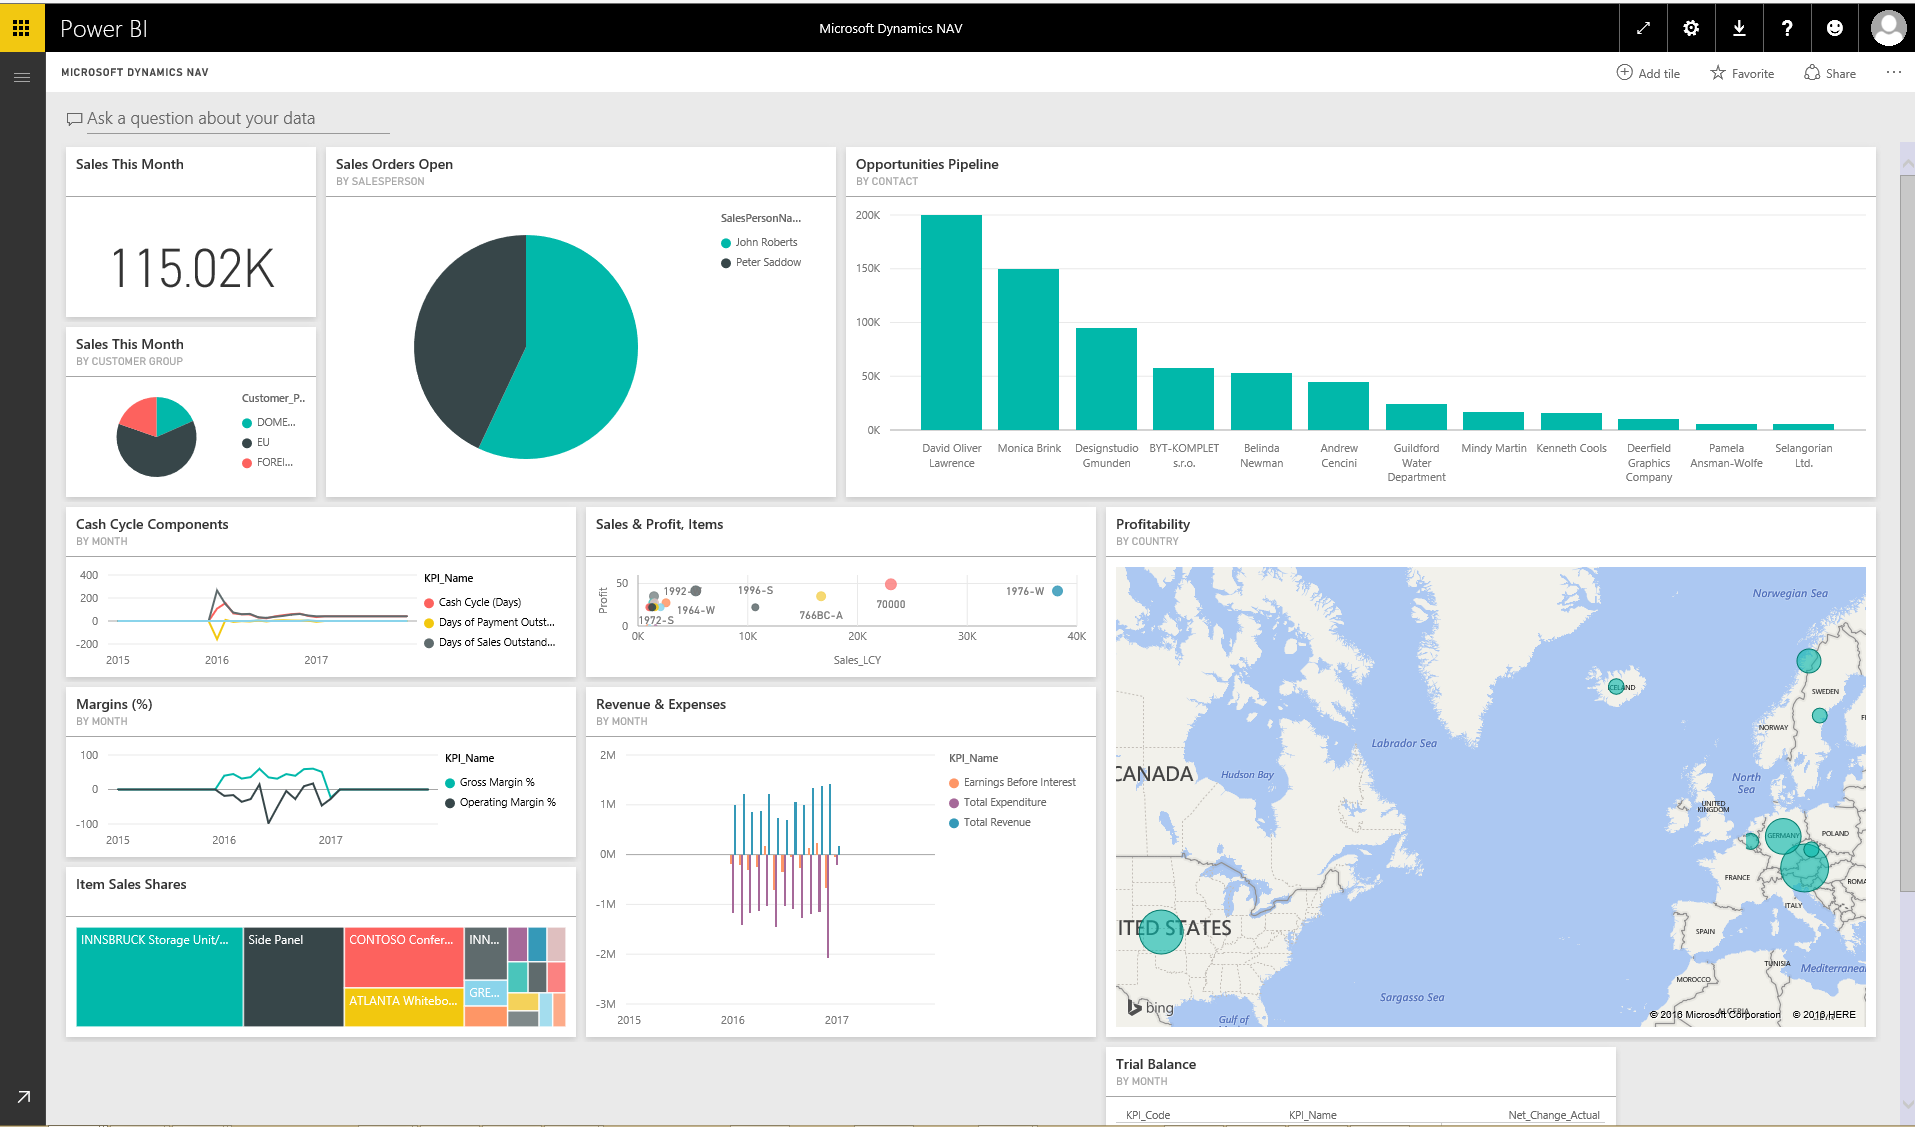 Power BI
Microsoft Dynamics NAV
MICROSOFT DYNAMICS NAV
Add tile
Favorite
Share
Ask a question about your data
Sales This Month
115.02K
Sales Orders Open
BY SALESPERSON
SalesPersonNa...
John Roberts
Peter Saddow
Opportunities Pipeline
BY CONTACT
200K
150K
100K
50K
0K
David Oliver
Lawrence
Monica Brink
Designstudio
Gmunden
BYT-KOMPLET
s.r.o.
Belinda
Newman
Andrew
Cencini
Guildford
Water
Department
Mindy Martin
Kenneth Cools
Deerfield
Graphics
Company
Pamela
Ansman-Wolfe
Selangorian
Ltd.
Sales This Month
BY CUSTOMER GROUP
Customer_P..
DOME...
EU
FOREI...
Cash Cycle Components
BY MONTH
400
200
0
-200
2015
2016
2017
KPI_Name
Cash Cycle (Days)
Days of Payment Outst...
Days of Sales Outstand...
Sales & Profit, Items
Profit
50
0
1992-
1996-S
1976-W
1964-W
766BC-A
70000
1972-S
0K
10K
20K
30K
40K
Sales_LCY
Profitability
BY COUNTRY
Norwegian Sea
ICELAND
SWEDEN
NORWAY
Labrador Sea
CANADA
Hudson Bay
North
Sea
UNITED
KINGDOM
GERMANY
POLAND
FRANCE
ROMA
ITALY
ITED STATES
SPAIN
TUNISIA
Mediterranea
MOROCCO
ALGERIA
Sargasso Sea
Gulf of
bing
© 2016 Microsoft Corporation
© 2016 HERE
Margins (%)
BY MONTH
100
0
-100
2015
2016
2017
KPI_Name
Gross Margin %
Operating Margin %
Revenue & Expenses
BY MONTH
2M
1M
0M
-1M
-2M
-3M
2015
2016
2017
KPI_Name
Earnings Before Interest
Total Expenditure
Total Revenue
Item Sales Shares
INNSBRUCK Storage Unit/...
Side Panel
CONTOSO Confer...
ATLANTA Whitebo...
INN...
GRE...
Trial Balance
BY MONTH
KPI_Code
KPI_Name
Net_Change_Actual